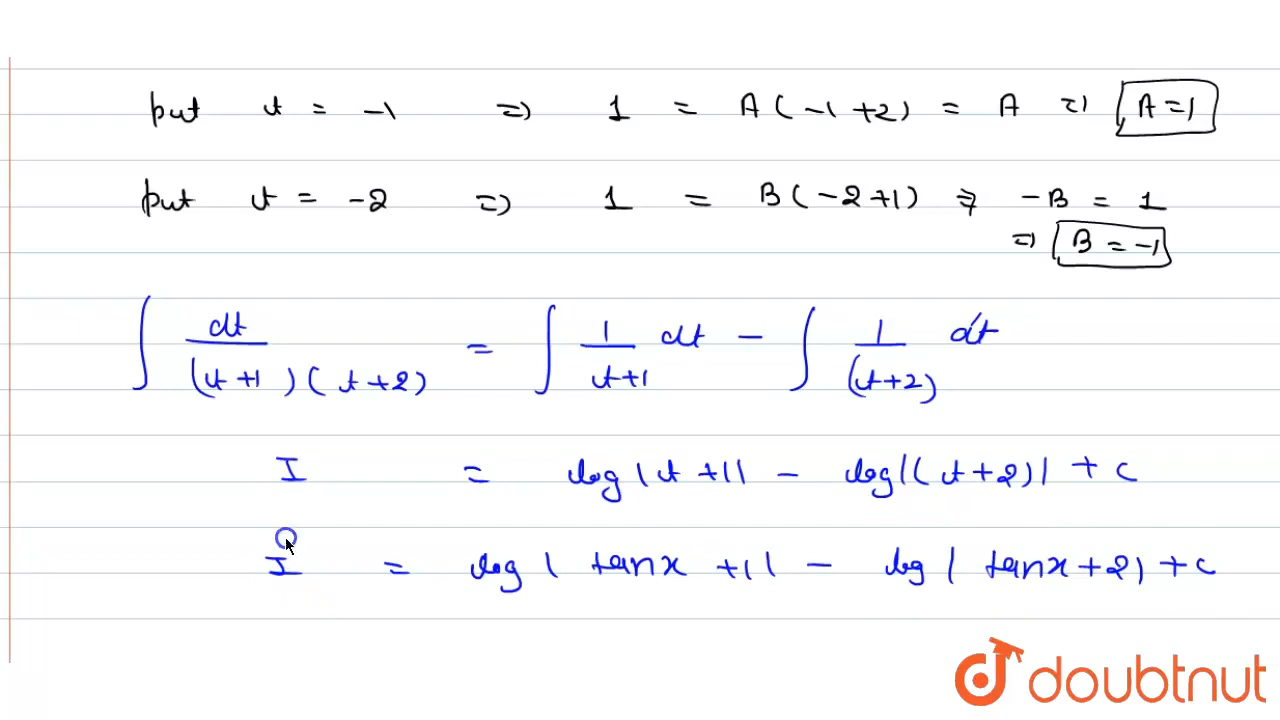 put t = -1 => 1 = A(-1+2) = A => A=1
put t = -2 => 1 = B(-2+1) => -B = 1
=> B = -1
∫ dt/((t+1)(t+2)) = ∫ 1/(t+1) dt - ∫ 1/(t+2) dt
I = log|t+1| - log|(t+2)| + c
I = log|tanx+1| - log|tanx+2| + c
doubtnut